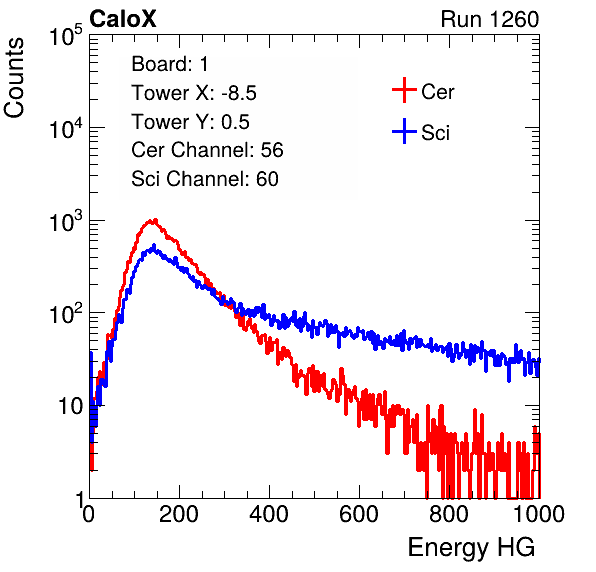 CaloX Run 1260
Counts
10^5
10^4
10^3
10^2
10
1
Board: 1
Tower X: -8.5
Tower Y: 0.5
Cer Channel: 56
Sci Channel: 60
Cer
Sci
0 200 400 600 800 1000
Energy HG